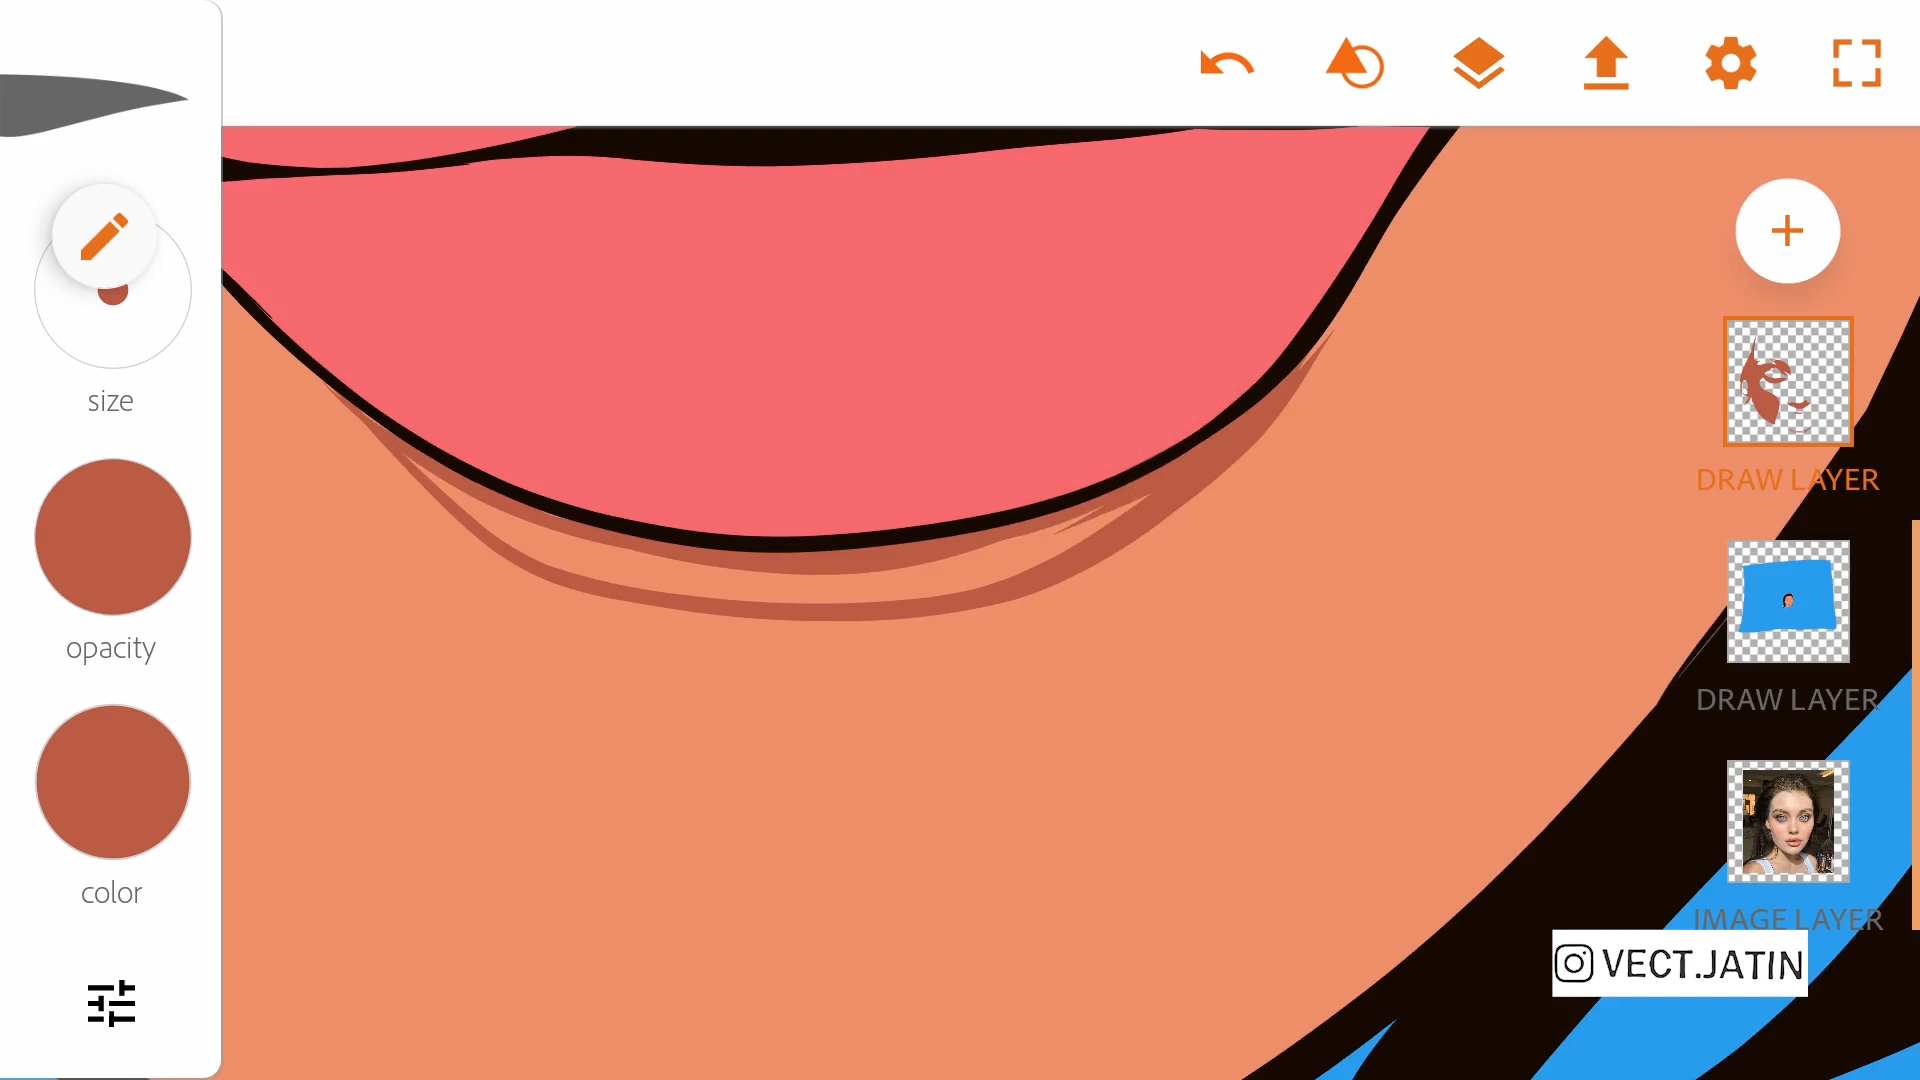 size
opacity
color
DRAW LAYER
DRAW LAYER
IMAGE LAYER
VECT.JATIN